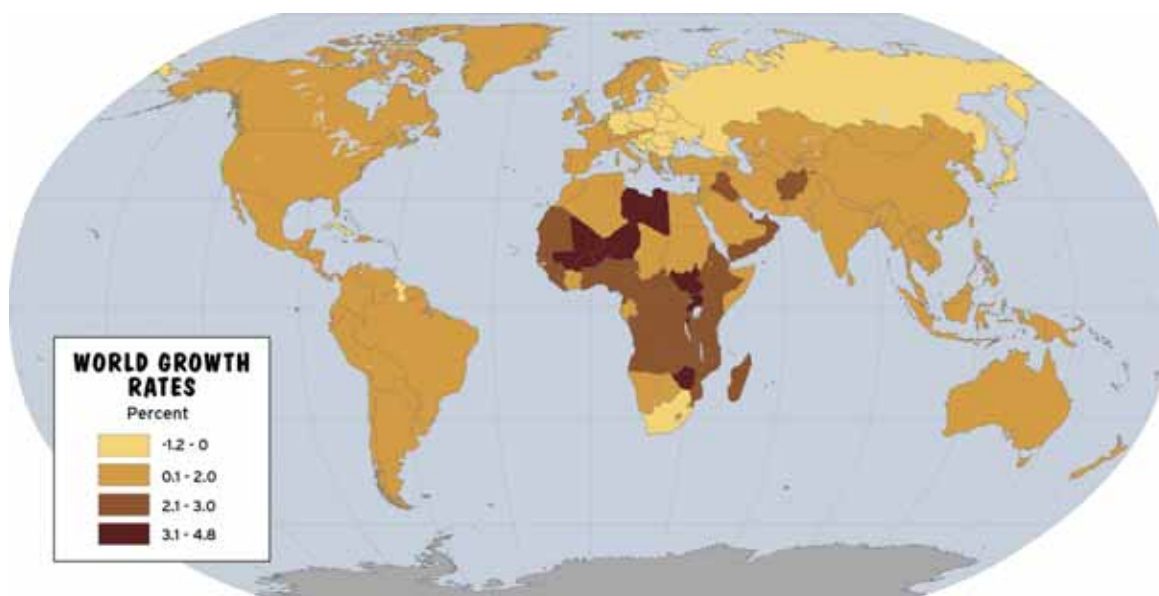 WORLD GROWTH
RATES
Percent
-1.2 - 0
0.1 - 2.0
2.1 - 3.0
3.1 - 4.8